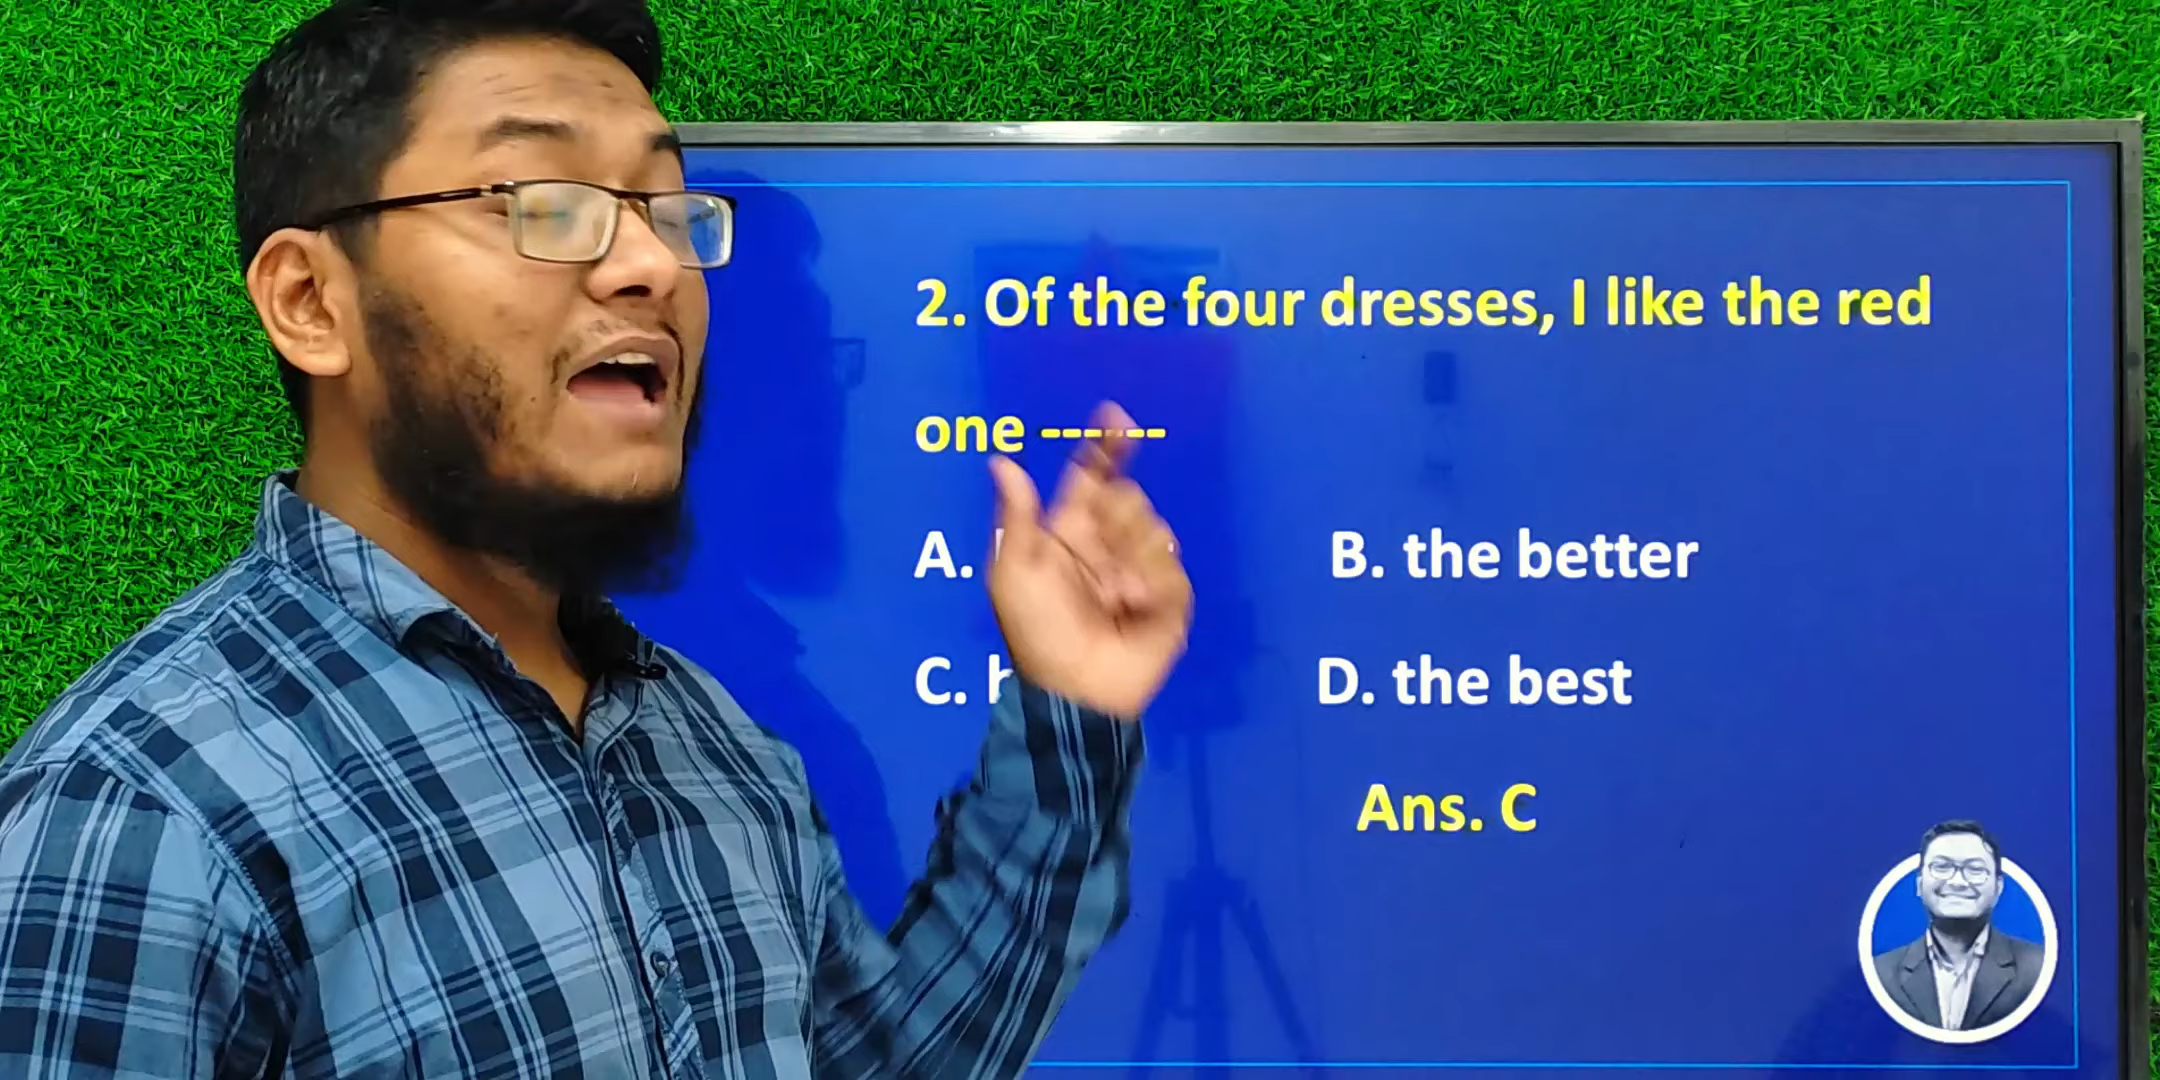 2. Of the four dresses, I like the red
one ------
A. B. the better
C. D. the best
Ans. C